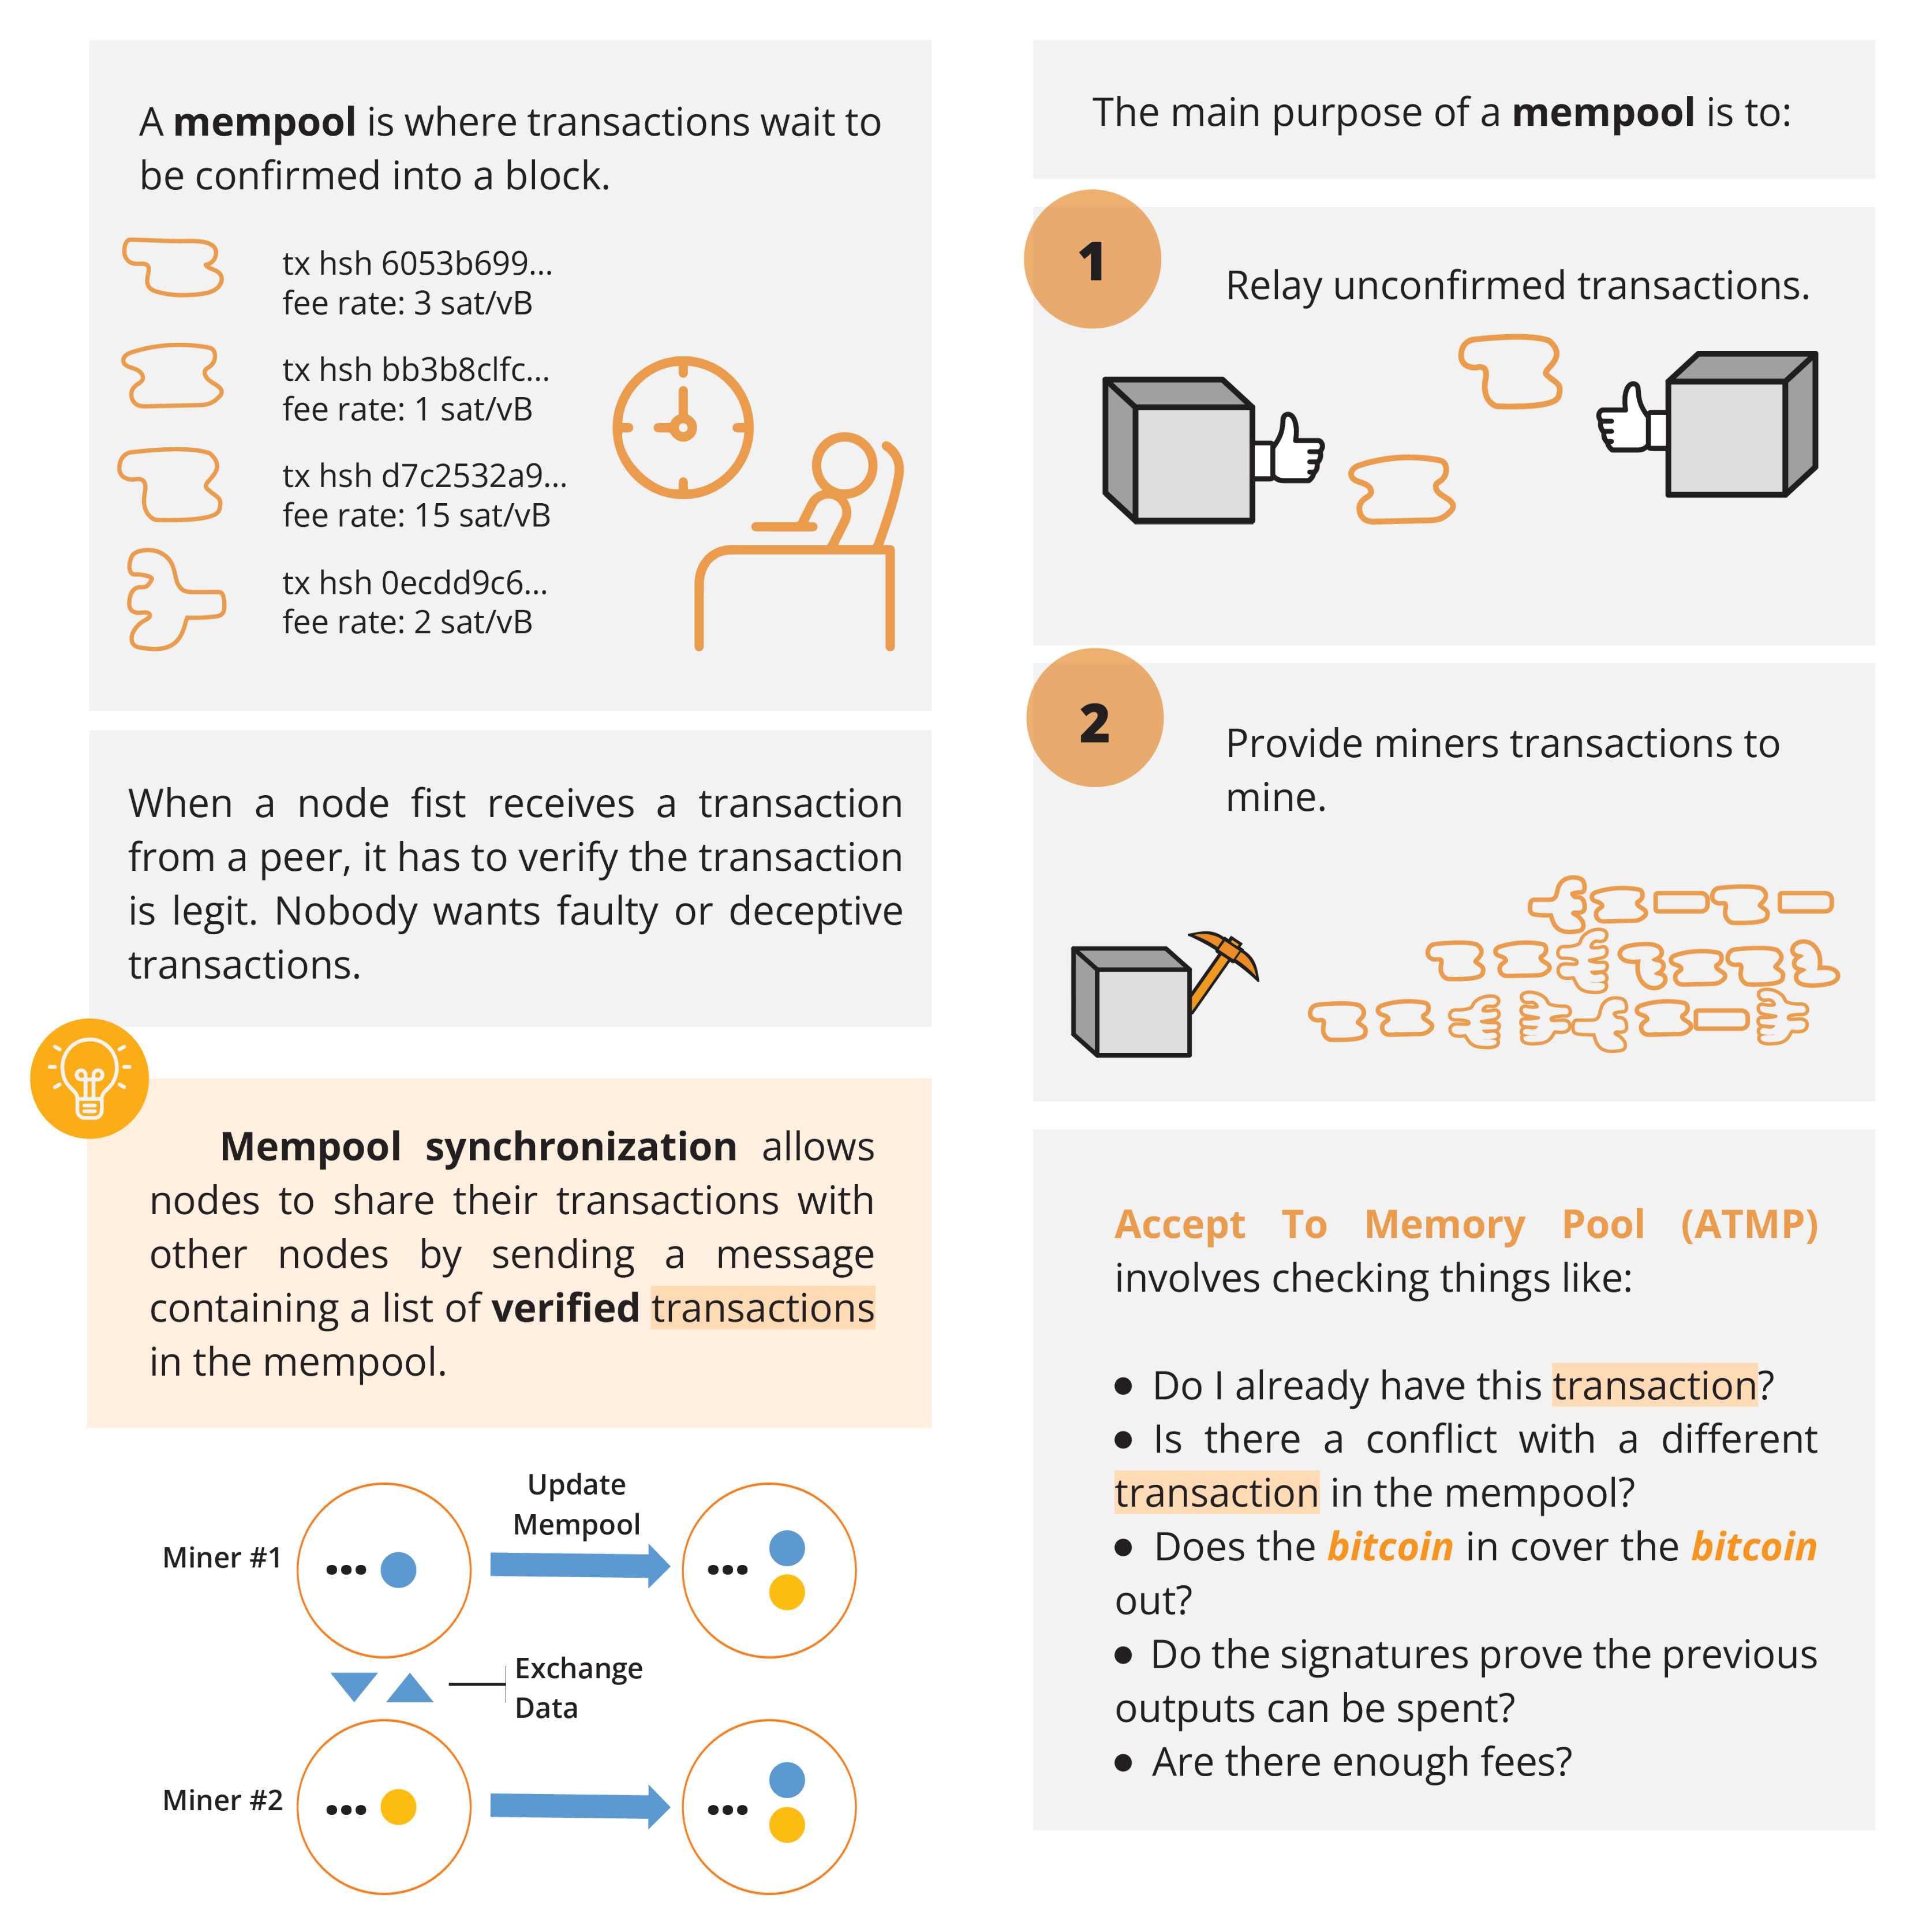 A mempool is where transactions wait to
be confirmed into a block.
tx hsh 6053b699...
fee rate: 3 sat/vB
tx hsh bb3b8clfc...
fee rate: 1 sat/vB
tx hsh d7c2532a9...
fee rate: 15 sat/vB
tx hsh 0ecdd9c6...
fee rate: 2 sat/vB
When a node fist receives a transaction
from a peer, it has to verify the transaction
is legit. Nobody wants faulty or deceptive
transactions.
Mempool synchronization allows
nodes to share their transactions with
other nodes by sending a message
containing a list of verified transactions
in the mempool.
Update
Mempool
Miner #1
Exchange
Data
Miner #2
The main purpose of a mempool is to:
1
Relay unconfirmed transactions.
2
Provide miners transactions to
mine.
Accept To Memory Pool (ATMP)
involves checking things like:
● Do I already have this transaction?
● Is there a conflict with a different
transaction in the mempool?
● Does the bitcoin in cover the bitcoin
out?
● Do the signatures prove the previous
outputs can be spent?
● Are there enough fees?